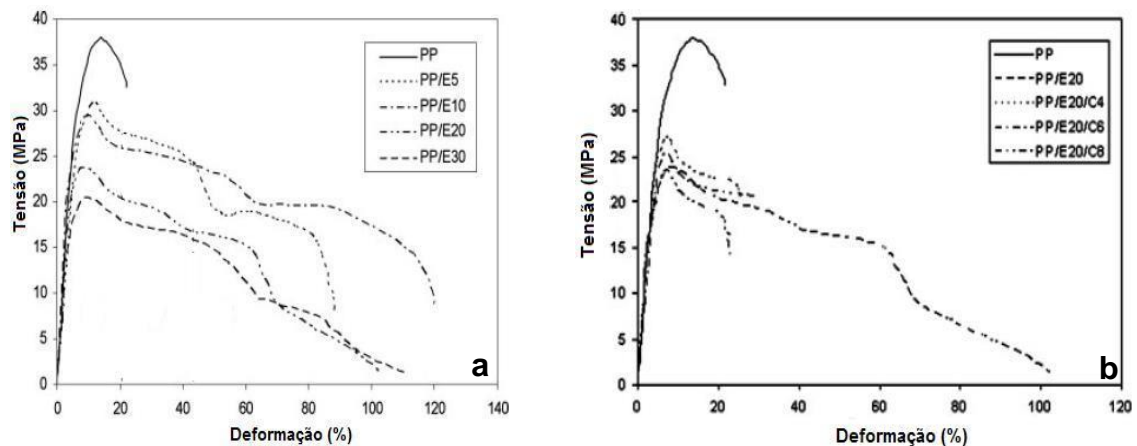 40
35
30
25
20
15
10
5
0
Tensão (MPa)
PP
PP/E5
PP/E10
PP/E20
PP/E30
a
0 20 40 60 80 100 120 140
Deformação (%)
40
35
30
25
20
15
10
5
0
Tensão (MPa)
PP
PP/E20
PP/E20/C4
PP/E20/C6
PP/E20/C8
b
0 20 40 60 80 100 120
Deformação (%)